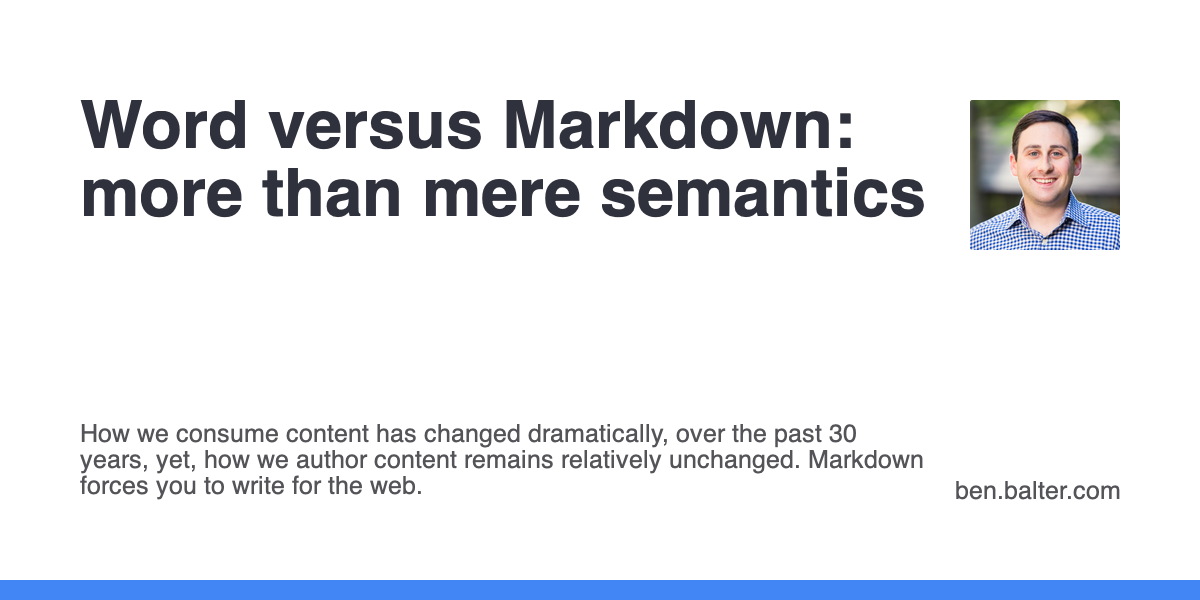 Word versus Markdown:
more than mere semantics
How we consume content has changed dramatically, over the past 30
years, yet, how we author content remains relatively unchanged. Markdown
forces you to write for the web.
ben.balter.com